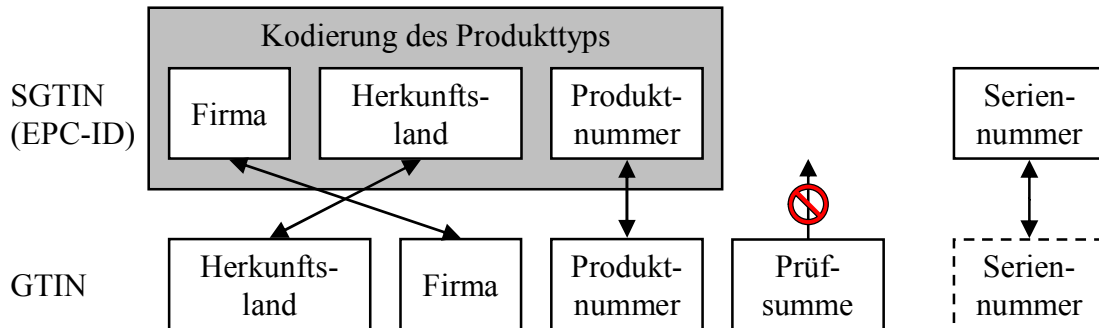 Kodierung des Produkttyps
SGTIN
(EPC-ID)
Firma
Herkunfts-
land
Produkt-
nummer
Serien-
nummer
GTIN
Herkunfts-
land
Firma
Produkt-
nummer
Prüf-
summe
Serien-
nummer